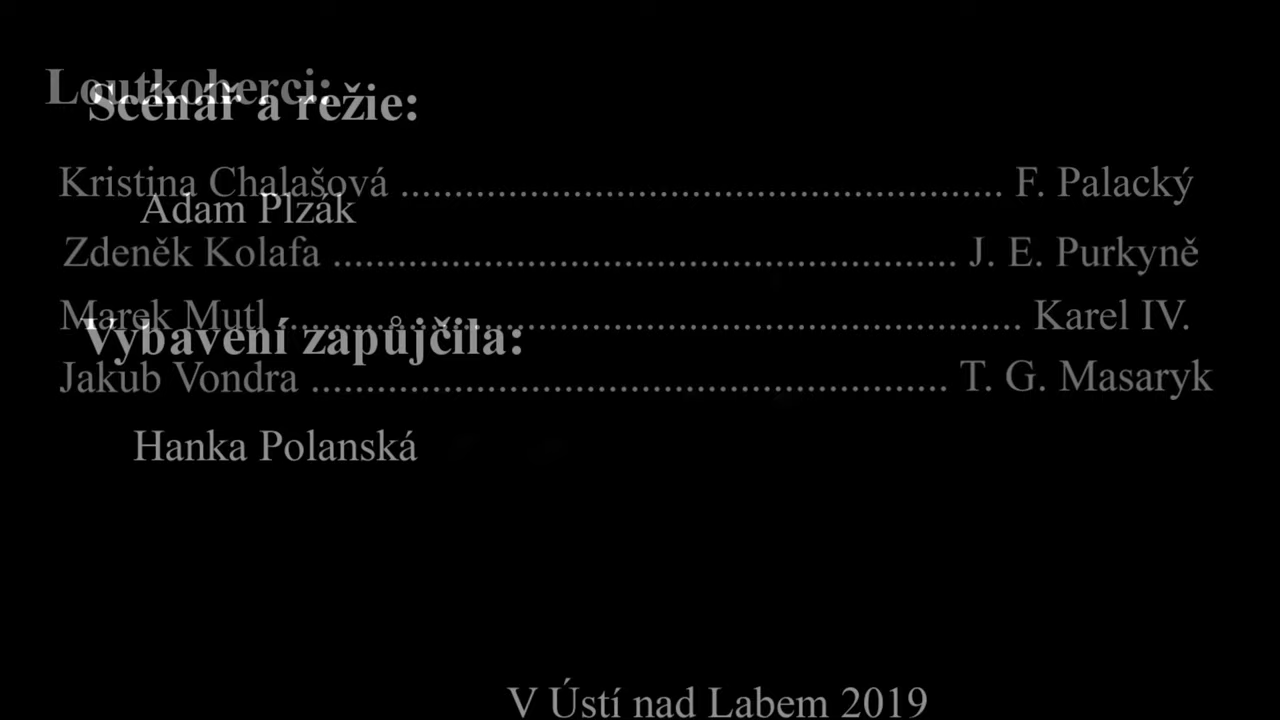 Loutkoherci:
Scénář a režie:
Kristina Chalašová ........................................................ F. Palacký
Adam Plzák
Zdeněk Kolafa .......................................................... J. E. Purkyně
Marek Mutl ..................................................................... Karel IV.
Vybavení zapůjčila:
Jakub Vondra ........................................................... T. G. Masaryk
Hanka Polanská
V Ústí nad Labem 2019